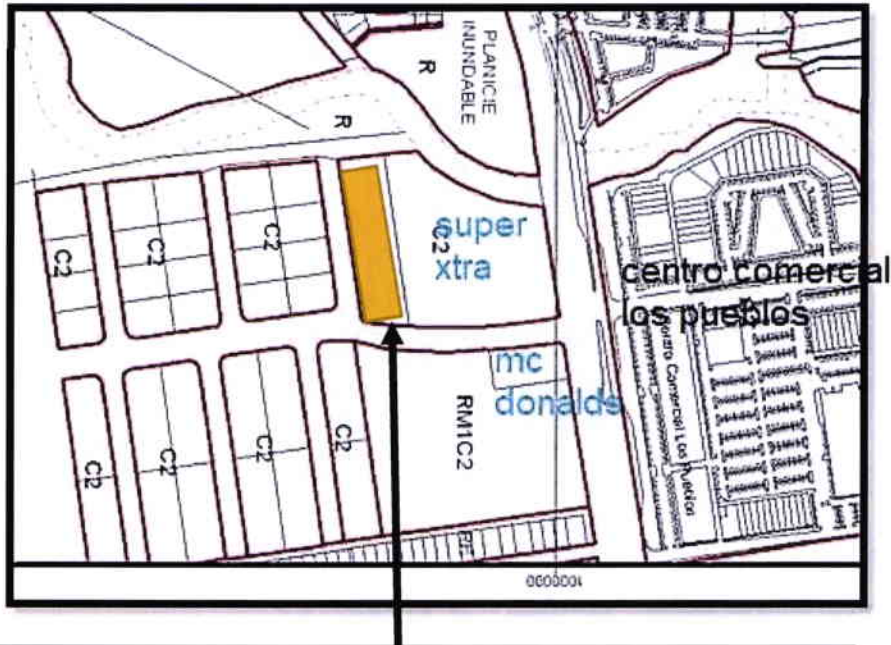 PLANICIE
INUNDABLE
R
R
C2
super
xtra
C2
C2
C2
centro comercial
los pueblos
mc
donalds
RM1C2
Centro Comercial Los Pueblos
C2
C2
C2
C2